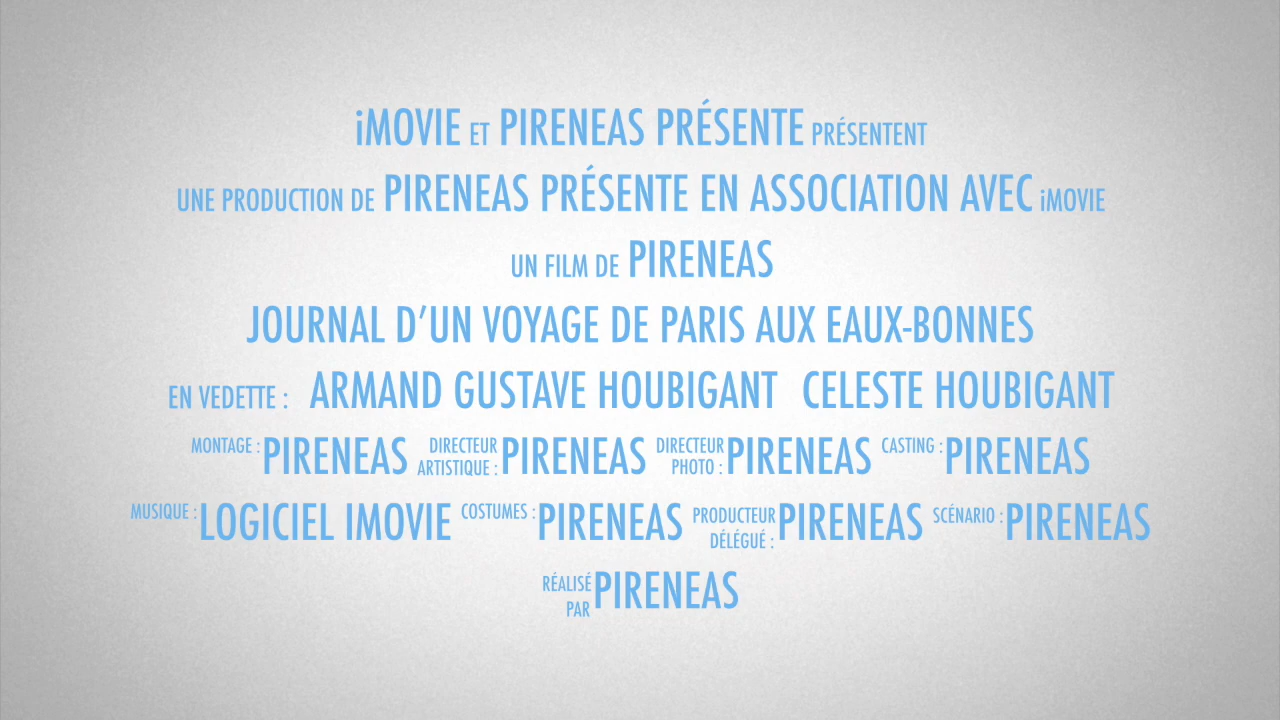 iMOVIE ET PIRENEAS PRÉSENTE PRÉSENTENT
UNE PRODUCTION DE PIRENEAS PRÉSENTE EN ASSOCIATION AVEC iMOVIE
UN FILM DE PIRENEAS
JOURNAL D’UN VOYAGE DE PARIS AUX EAUX-BONNES
EN VEDETTE : ARMAND GUSTAVE HOUBIGANT CELESTE HOUBIGANT
MONTAGE : PIRENEAS DIRECTEUR ARTISTIQUE : PIRENEAS DIRECTEUR PHOTO : PIRENEAS CASTING : PIRENEAS
MUSIQUE : LOGICIEL IMOVIE COSTUMES : PIRENEAS PRODUCTEUR DÉLÉGUÉ : PIRENEAS SCÉNARIO : PIRENEAS
RÉALISÉ PAR PIRENEAS